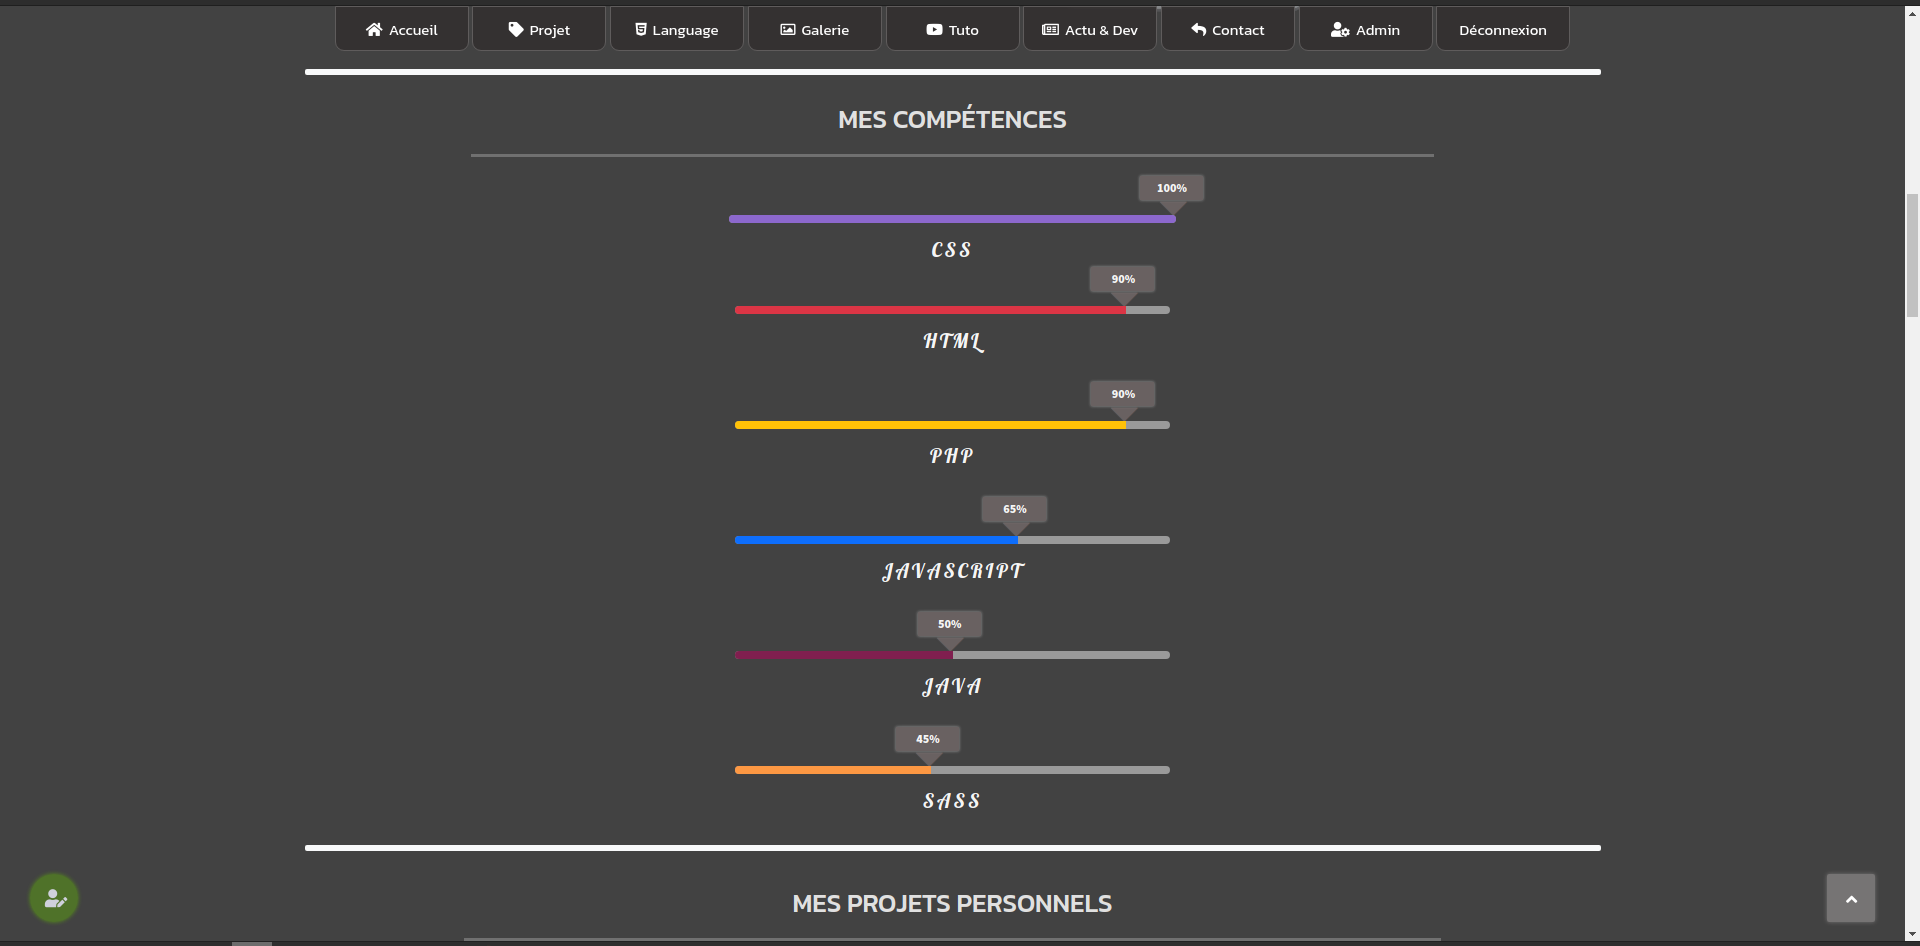 Accueil Projet Language Galerie Tuto Actu & Dev Contact Admin Déconnexion
MES COMPÉTENCES
100%
CSS
90%
HTML
90%
PHP
65%
JAVASCRIPT
50%
JAVA
45%
SASS
MES PROJETS PERSONNELS